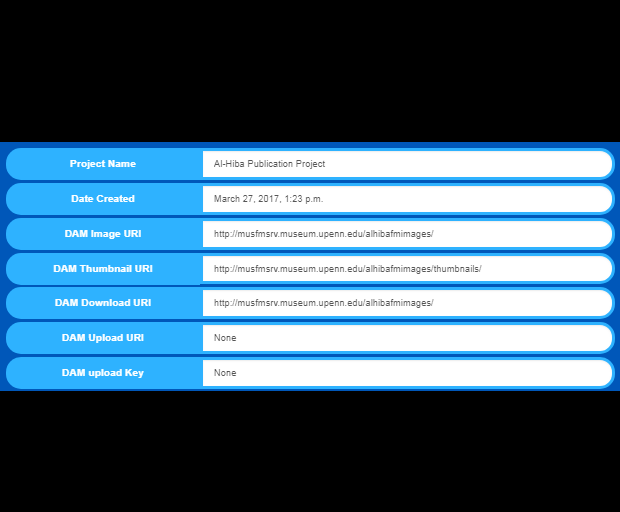 Project Name Al-Hiba Publication Project
Date Created March 27, 2017, 1:23 p.m.
DAM Image URI http://musfmsrv.museum.upenn.edu/alhibafmimages/
DAM Thumbnail URI http://musfmsrv.museum.upenn.edu/alhibafmimages/thumbnails/
DAM Download URI http://musfmsrv.museum.upenn.edu/alhibafmimages/
DAM Upload URI None
DAM upload Key None